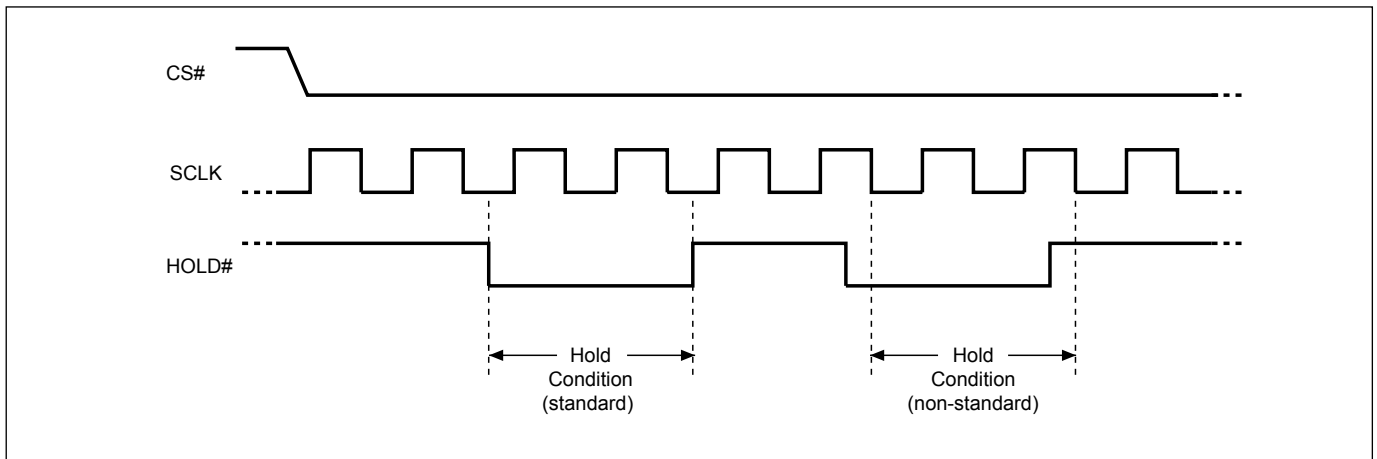 CS#
SCLK
HOLD#
Hold
Condition
(standard)
Hold
Condition
(non-standard)